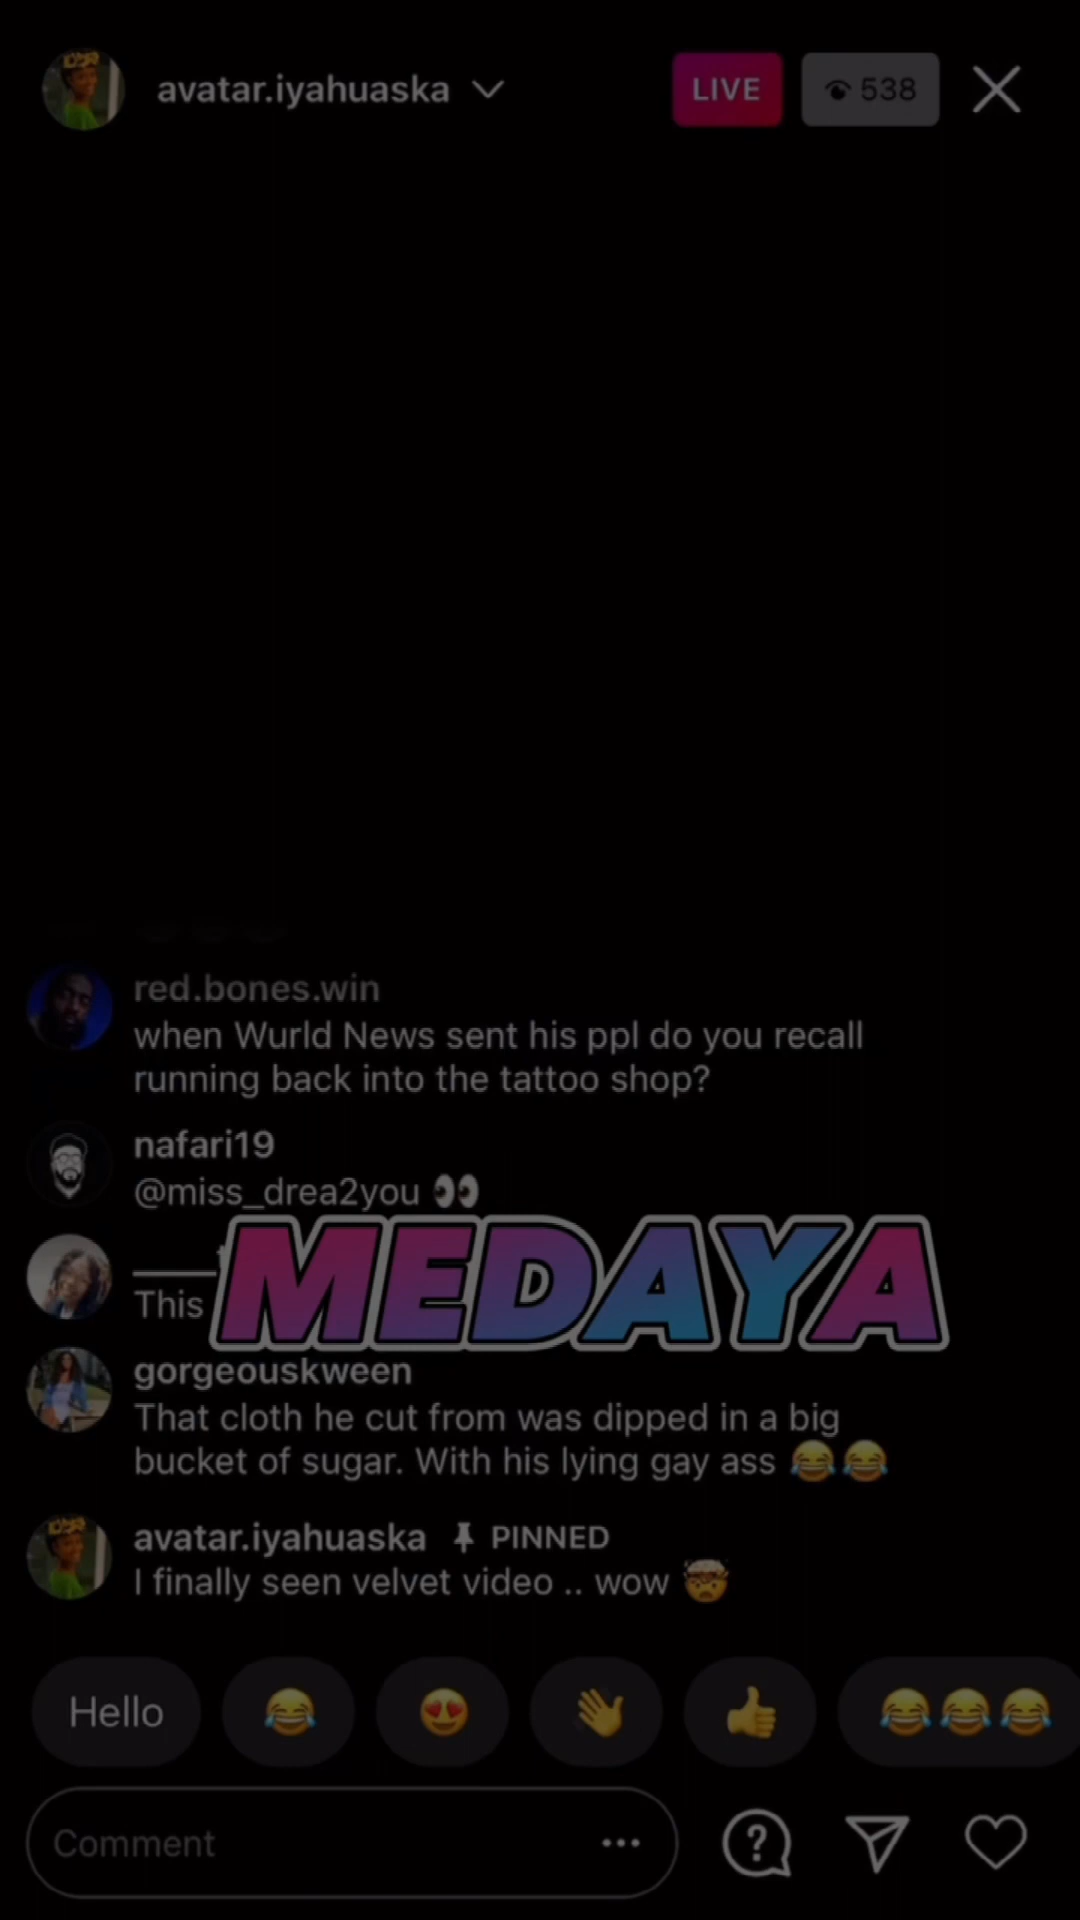 avatar.iyahuaska
LIVE
538
red.bones.win
when Wurld News sent his ppl do you recall
running back into the tattoo shop?
nafari19
@miss_drea2you 👀
This
MEDAYA
gorgeouskween
That cloth he cut from was dipped in a big
bucket of sugar. With his lying gay ass 😂😂
avatar.iyahuaska PINNED
I finally seen velvet video .. wow 🤯
Hello 😂 😍 👋 👍 😂😂😂
Comment